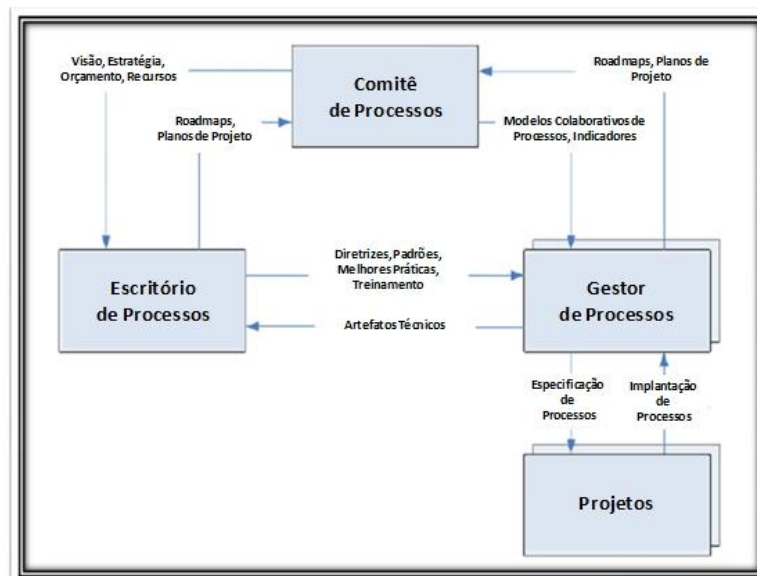 Visão, Estratégia,
Orçamento, Recursos
Comitê
de Processos
Roadmaps, Planos de
Projeto
Roadmaps,
Planos de Projeto
Modelos Colaborativos de
Processos, Indicadores
Escritório
de Processos
Diretrizes, Padrões,
Melhores Práticas,
Treinamento
Artefatos Técnicos
Gestor
de Processos
Especificação
de
Processos
Implantação
de
Processos
Projetos